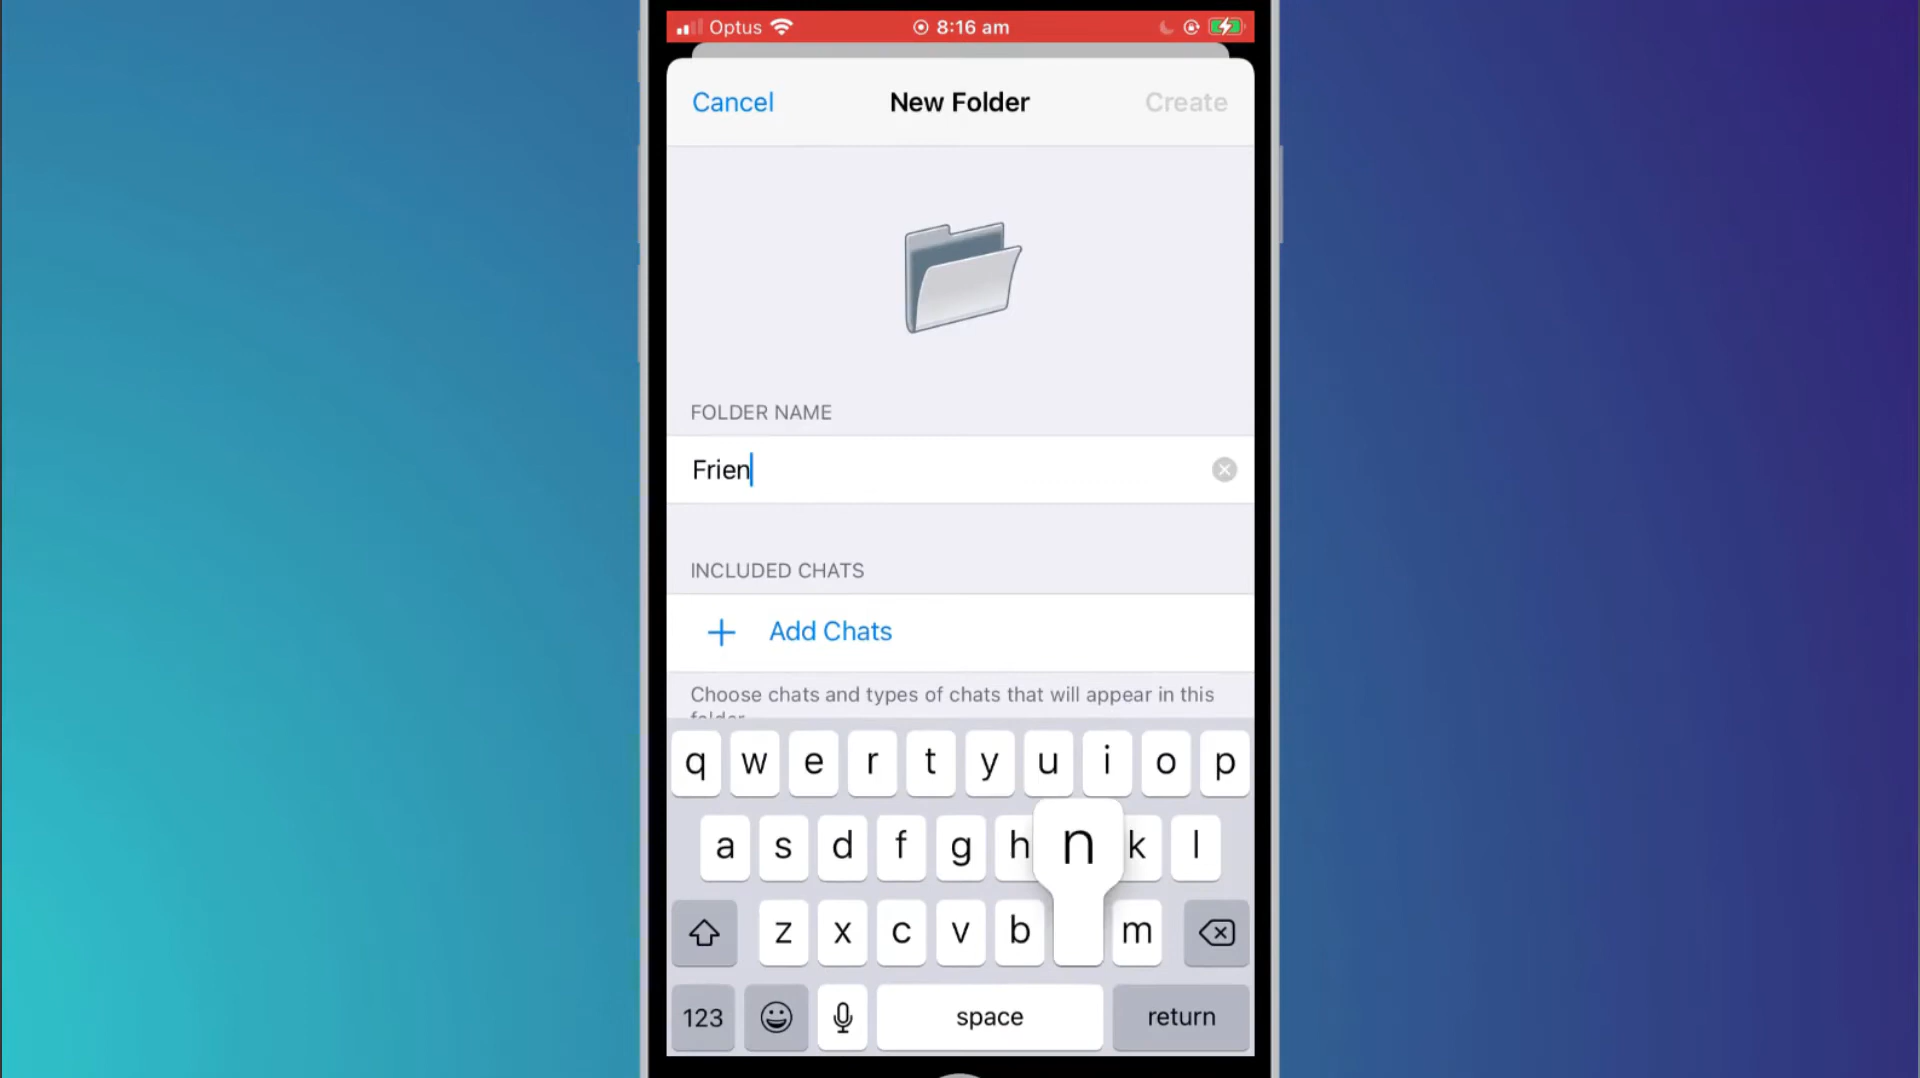 Optus 8:16 am
Cancel New Folder Create
FOLDER NAME
Frien
INCLUDED CHATS
+ Add Chats
Choose chats and types of chats that will appear in this
folder
q w e r t y u i o p
a s d f g h n k l
z x c v b m
123 space return